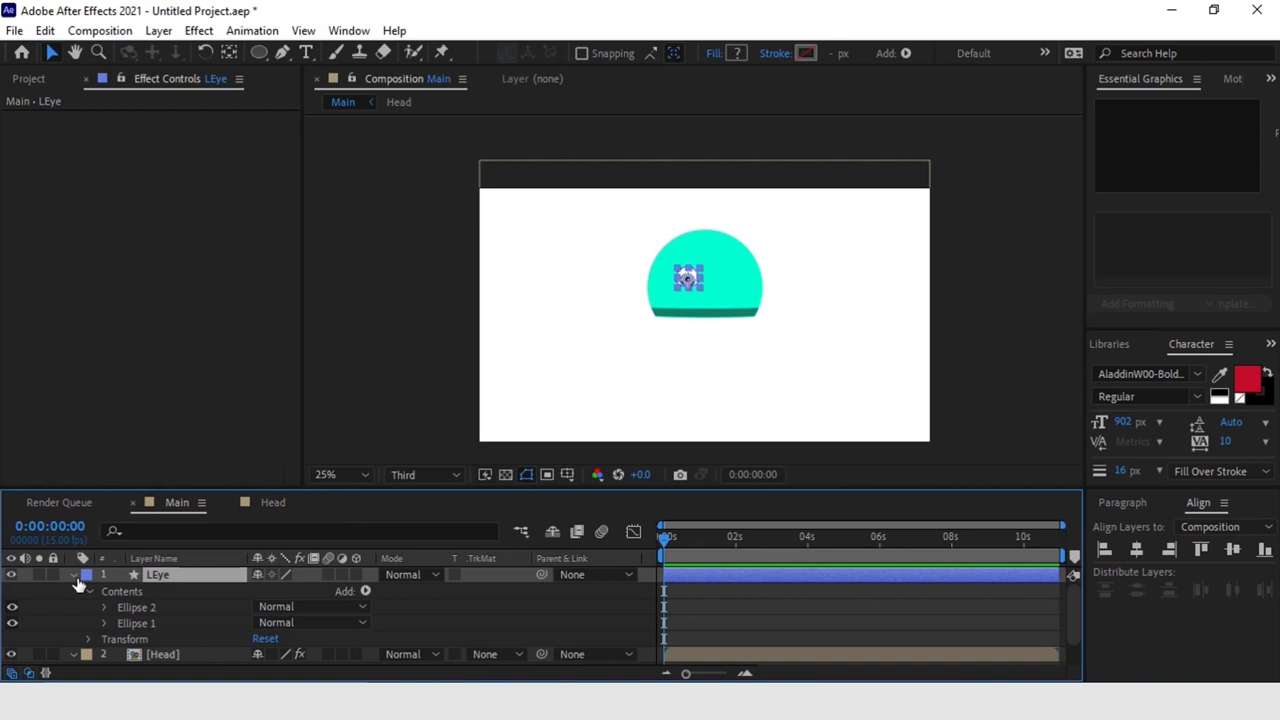 Adobe After Effects 2021 - Untitled Project.aep *
File Edit Composition Layer Effect Animation View Window Help
Snapping Fill: ? Stroke: - px Add: Default Search Help
Project Effect Controls LEye Composition Main Layer (none) Essential Graphics Mot
Main • LEye Main Head
Add Formatting mplate...
Libraries Character
AladdinW00-Bold...
Regular
902 px Auto
Metrics 10
25% Third +0.0 0:00:00:00 16 px Fill Over Stroke
Render Queue Main Head Paragraph Align
0:00:00:00
00000 (15.00 fps)
Align Layers to: Composition
:00s 02s 04s 06s 08s 10s
# Layer Name Mode T .TrkMat Parent & Link
1 LEye Normal None Distribute Layers:
Contents Add:
Ellipse 2 Normal
Ellipse 1 Normal
Transform Reset
2 [Head] Normal None None